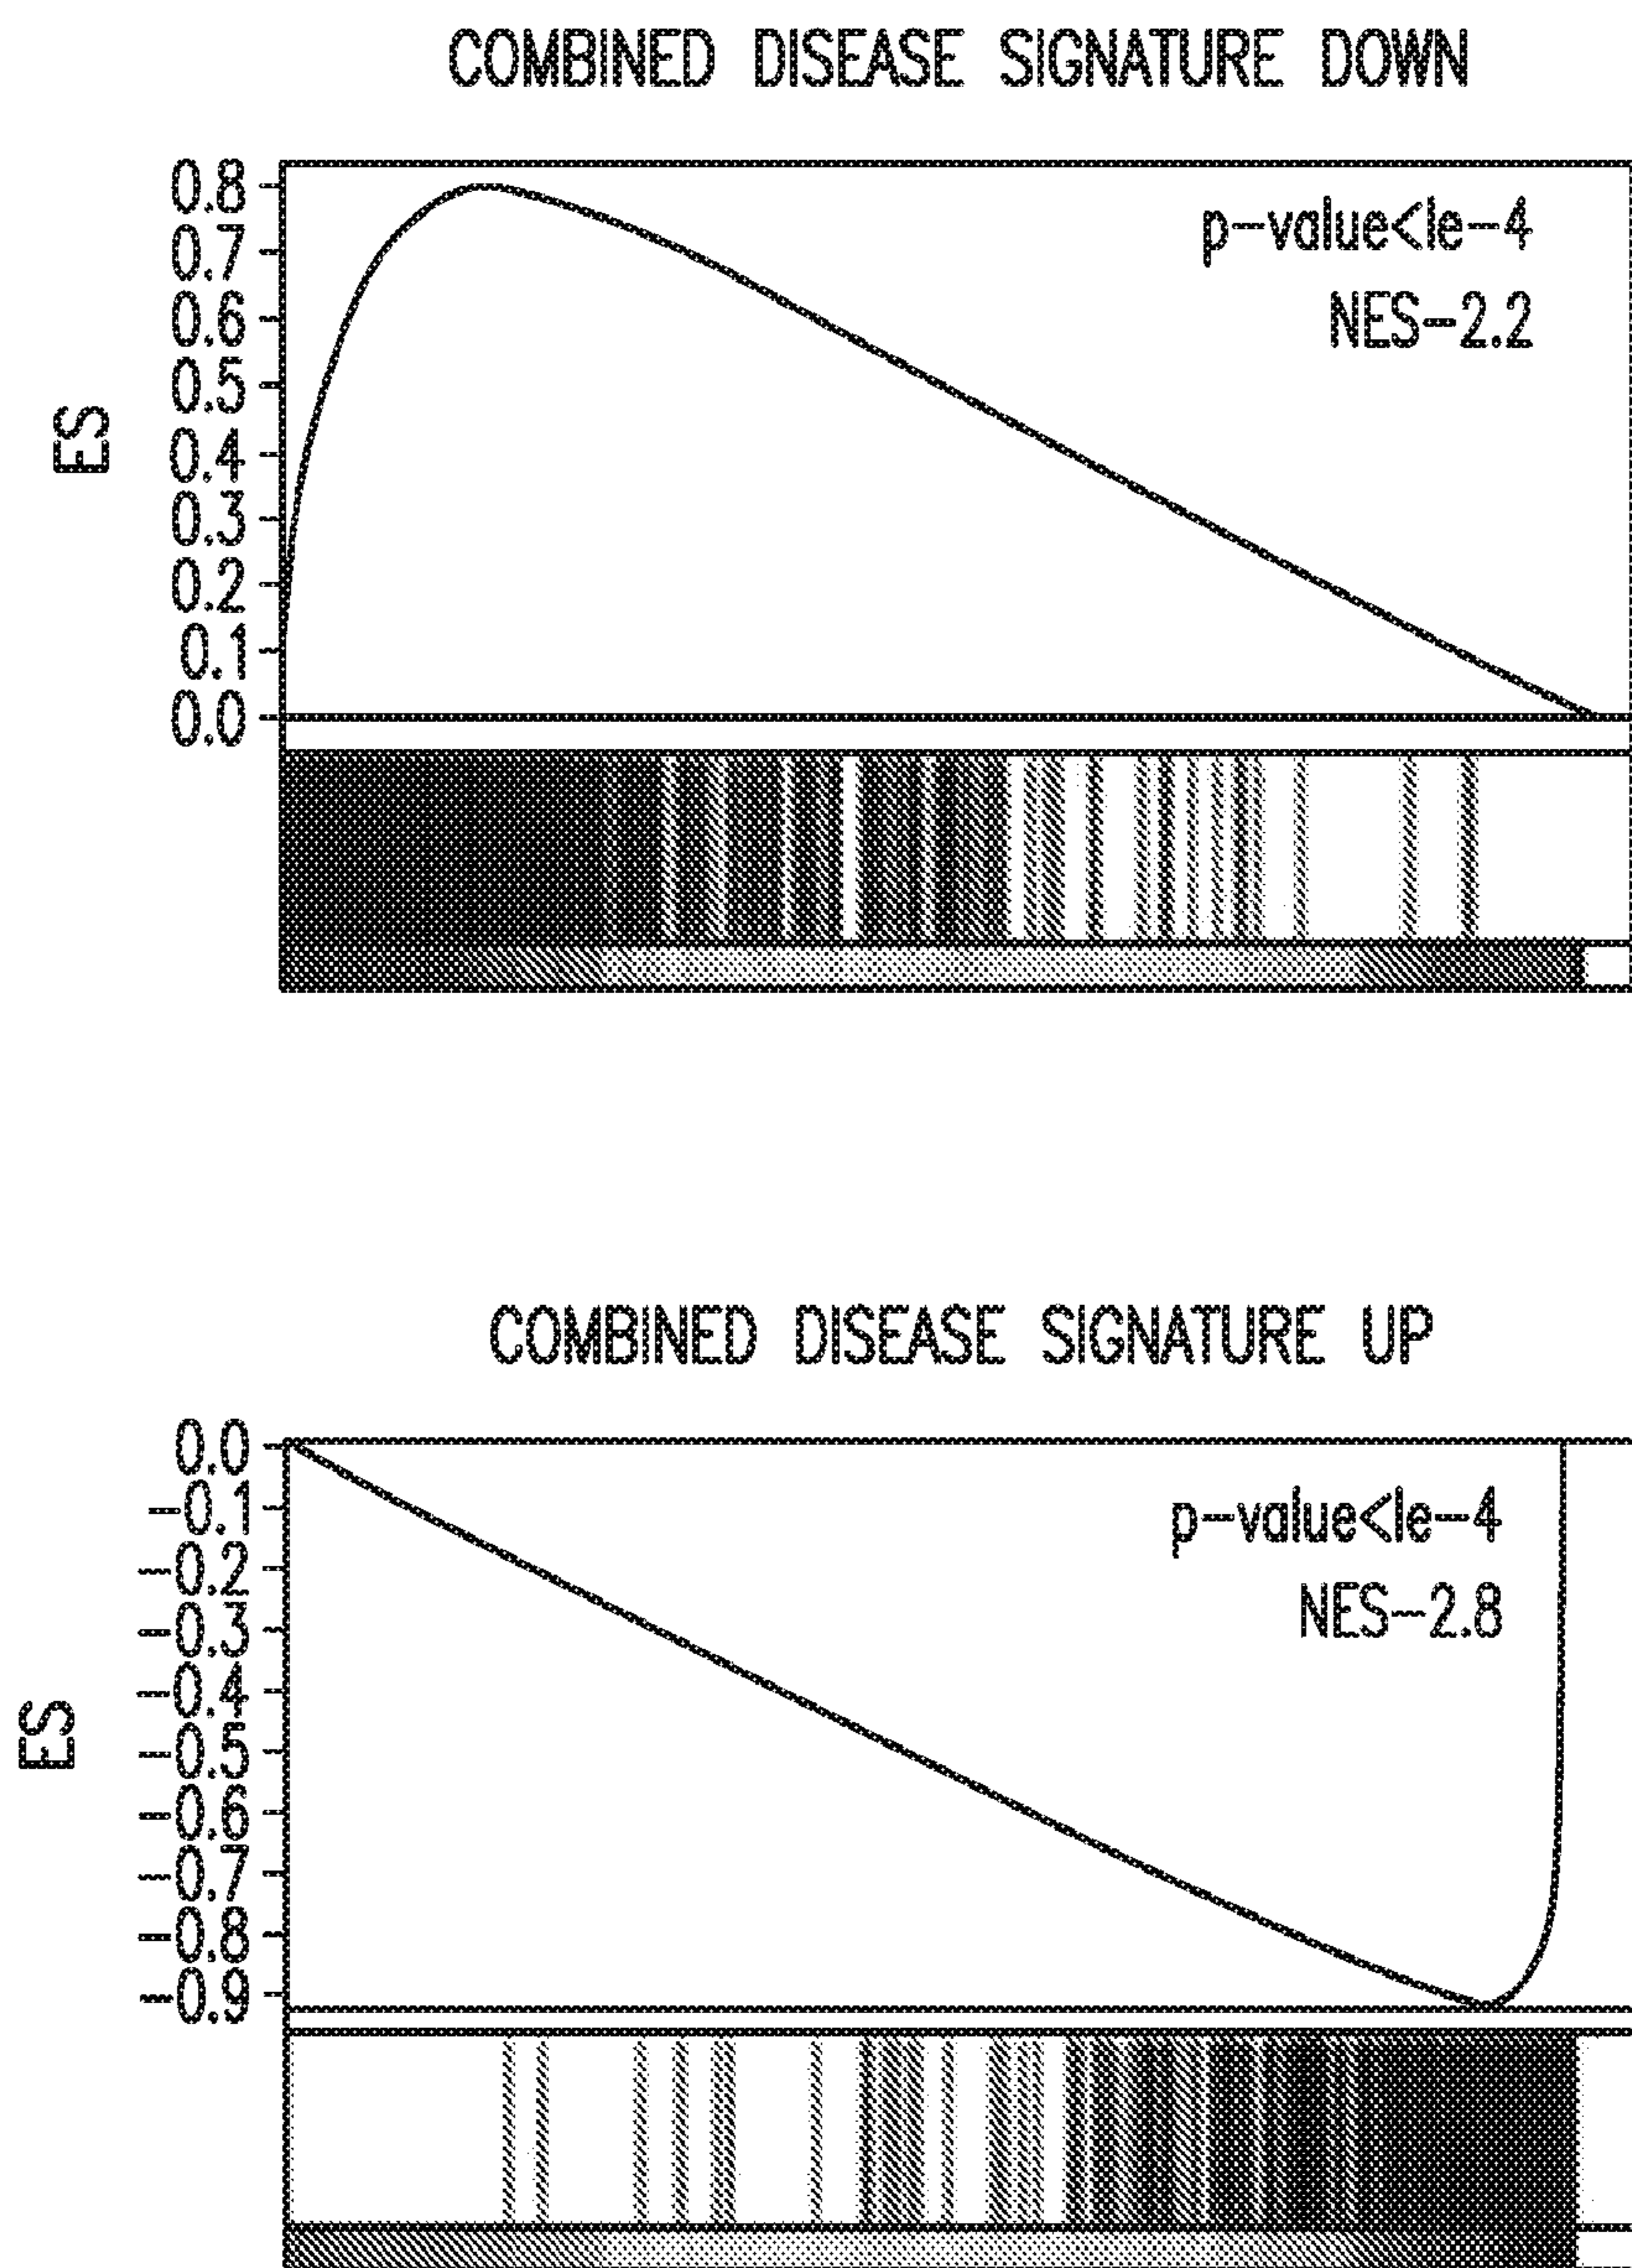 COMBINED DISEASE SIGNATURE DOWN
0.8
0.7
0.6
0.5
0.4
0.3
0.2
0.1
0.0
ES
p-value<1e-4
NES-2.2
COMBINED DISEASE SIGNATURE UP
0.0
-0.1
-0.2
-0.3
-0.4
-0.5
-0.6
-0.7
-0.8
-0.9
ES
p-value<1e-4
NES-2.8